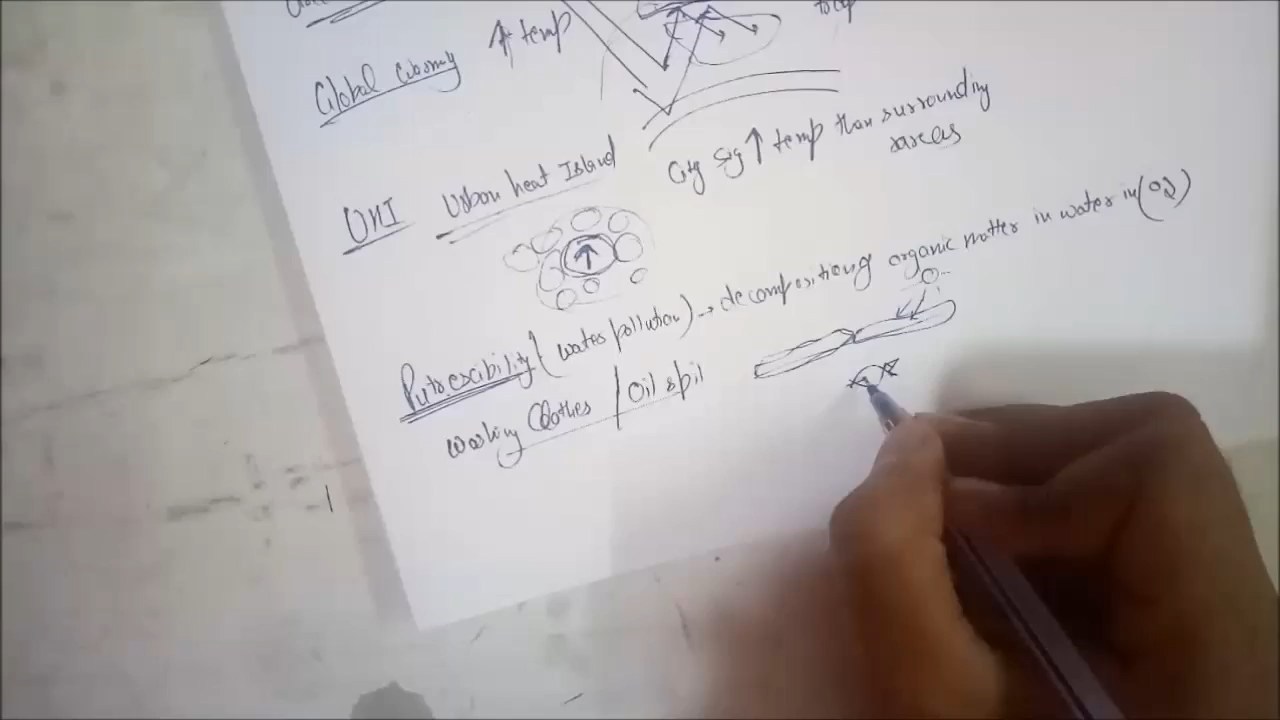 Global warming ↑ temp
UHI Urban heat Island
City sig ↑ temp than surrounding
areas
Putrescibility (water pollution) → decomposition of organic matter in water in (O2)
washing Clothes / Oil spil